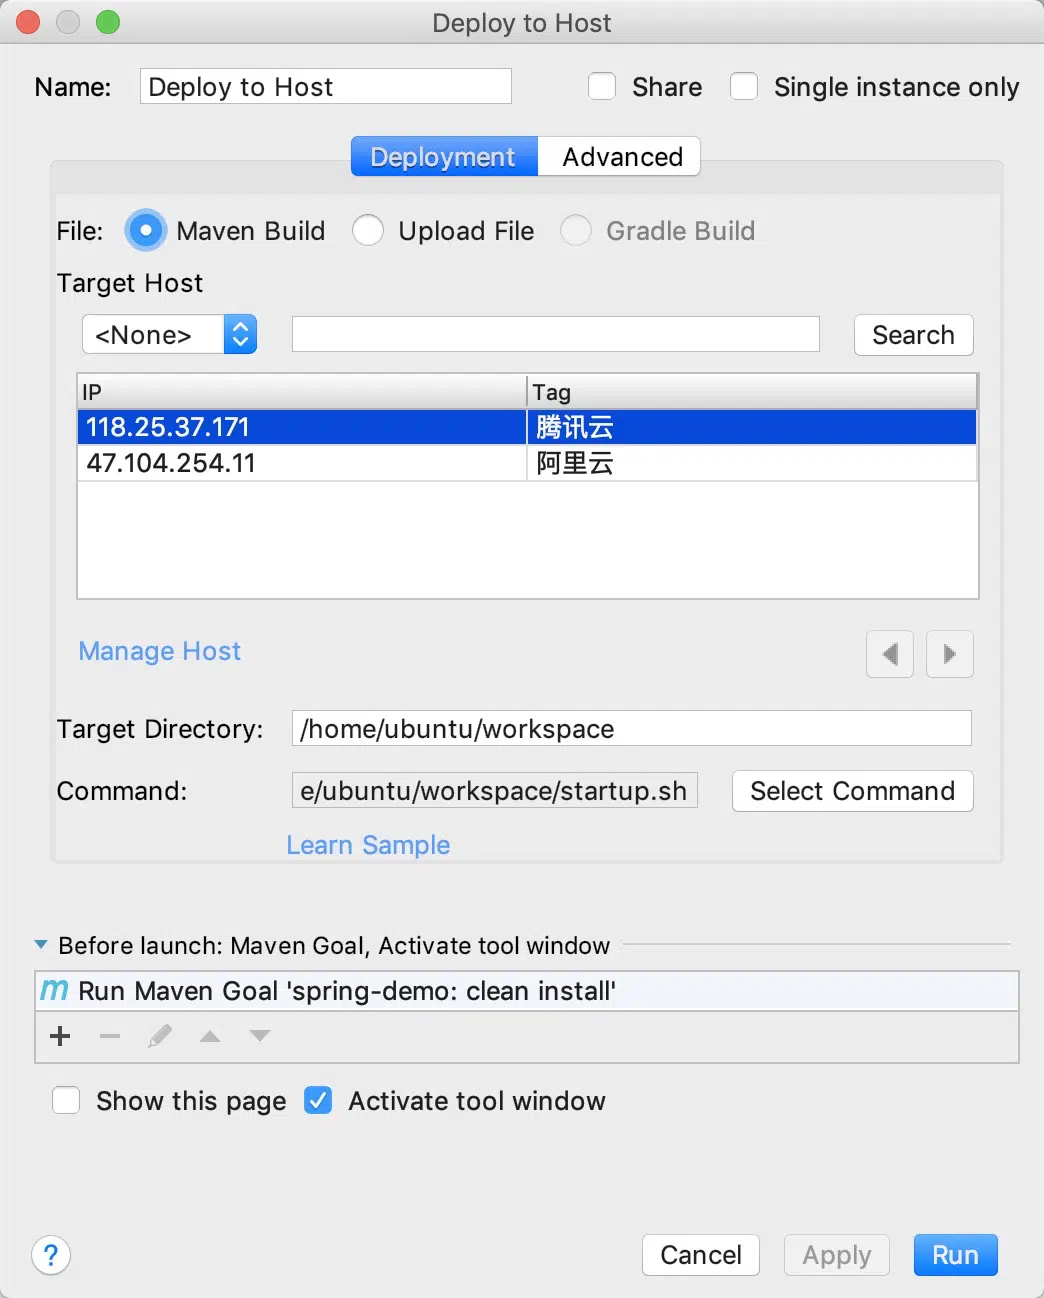 Deploy to Host
Name: Deploy to Host Share Single instance only
Deployment Advanced
File: Maven Build Upload File Gradle Build
Target Host
<None> Search
IP Tag
118.25.37.171 腾讯云
47.104.254.11 阿里云
Manage Host
Target Directory: /home/ubuntu/workspace
Command: e/ubuntu/workspace/startup.sh Select Command
Learn Sample
Before launch: Maven Goal, Activate tool window
m Run Maven Goal 'spring-demo: clean install'
Show this page Activate tool window
? Cancel Apply Run